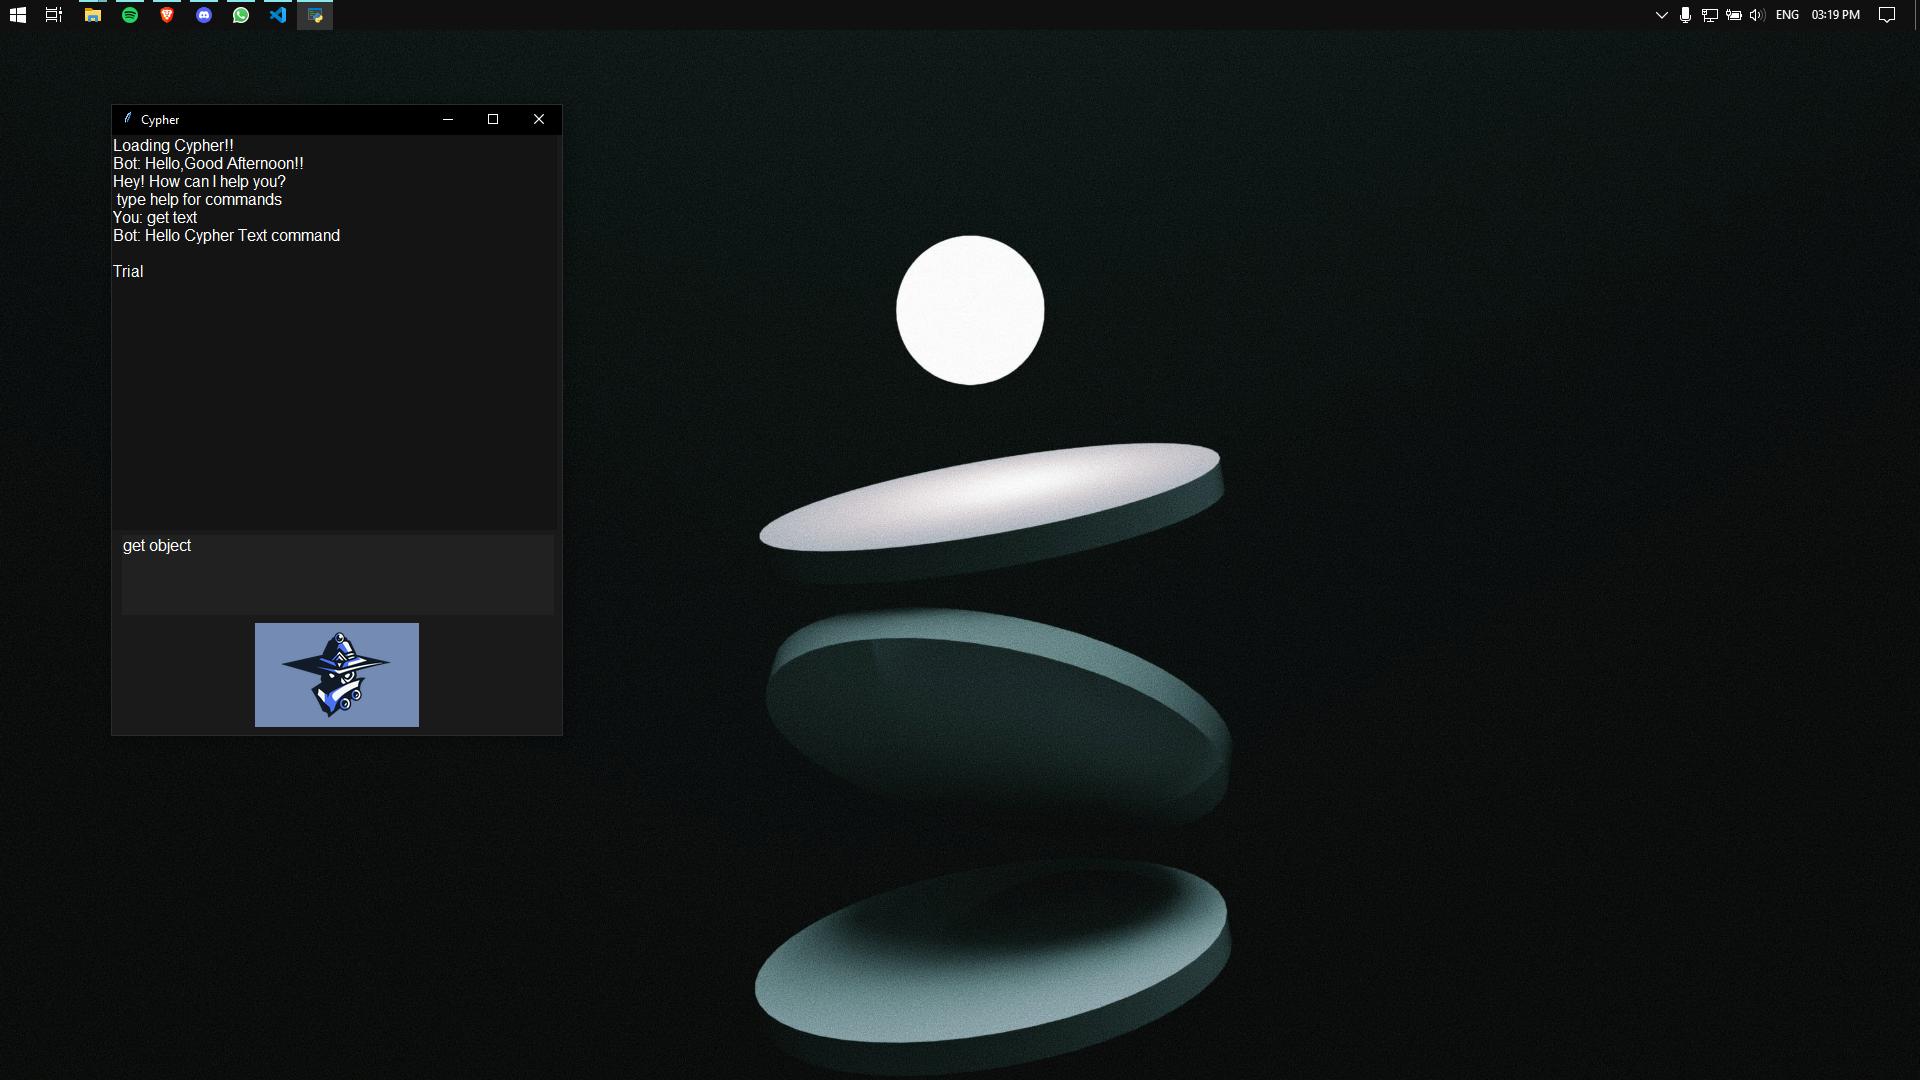 ENG 03:19 PM
Cypher
Loading Cypher!!
Bot: Hello,Good Afternoon!!
Hey! How can I help you?
type help for commands
You: get text
Bot: Hello Cypher Text command
Trial
get object